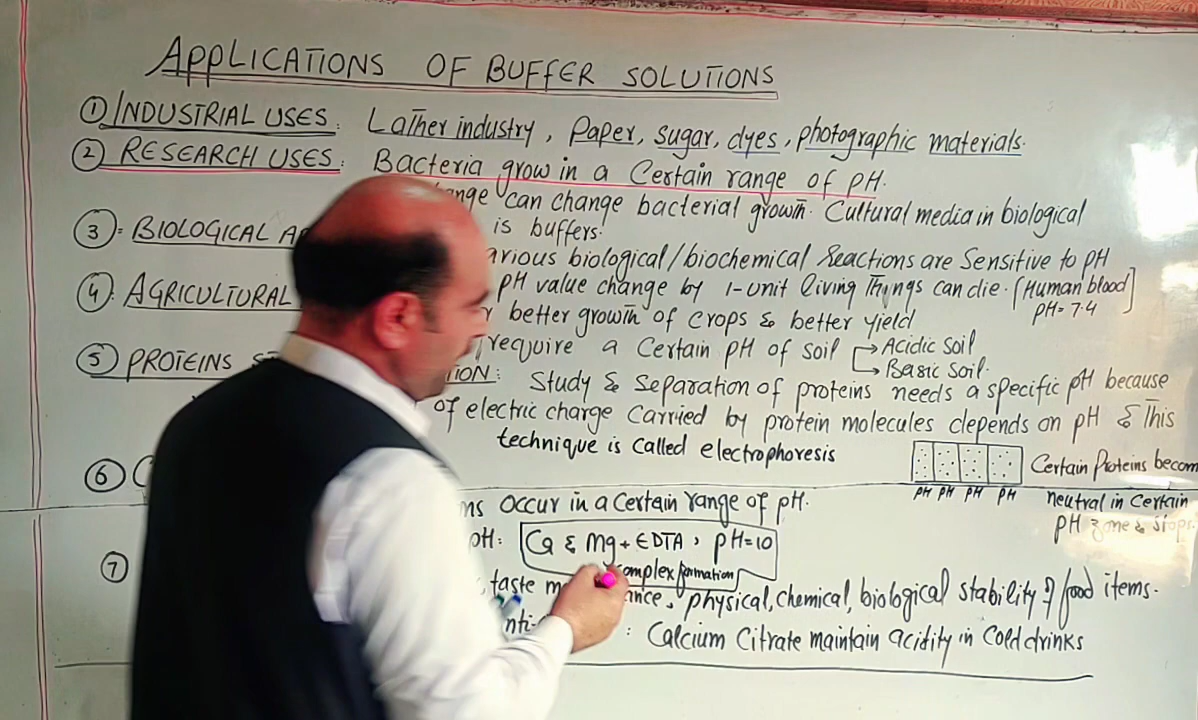 APPLICATIONS OF BUFFER SOLUTIONS
① INDUSTRIAL USES: Lather industry, Paper, sugar, dyes, photographic materials.
② RESEARCH USES: Bacteria grow in a Certain range of pH.
can change bacterial growth. Cultural media in biological
is buffers.
③: BIOLOGICAL
various biological/biochemical Reactions are Sensitive to pH
pH value change by 1-unit living Things can die. [Human blood]
pH=7.4
④: AGRICULTURAL
better growth of crops & better yield
require a Certain pH of soil → Acidic Soil
→ Basic Soil.
⑤ PROTEINS
Study & Separation of proteins needs a specific pH because
of electric charge carried by protein molecules depends on pH & This
technique is called electrophoresis
pH pH pH pH
Certain Proteins becom
neutral in certain
pH zone & stops
⑥
occur in a certain range of pH.
pH: Ca & Mg + EDTA, pH=10
complex formation
⑦
, taste
, physical, chemical, biological stability of food items.
: Calcium Citrate maintain acidity in Cold drinks